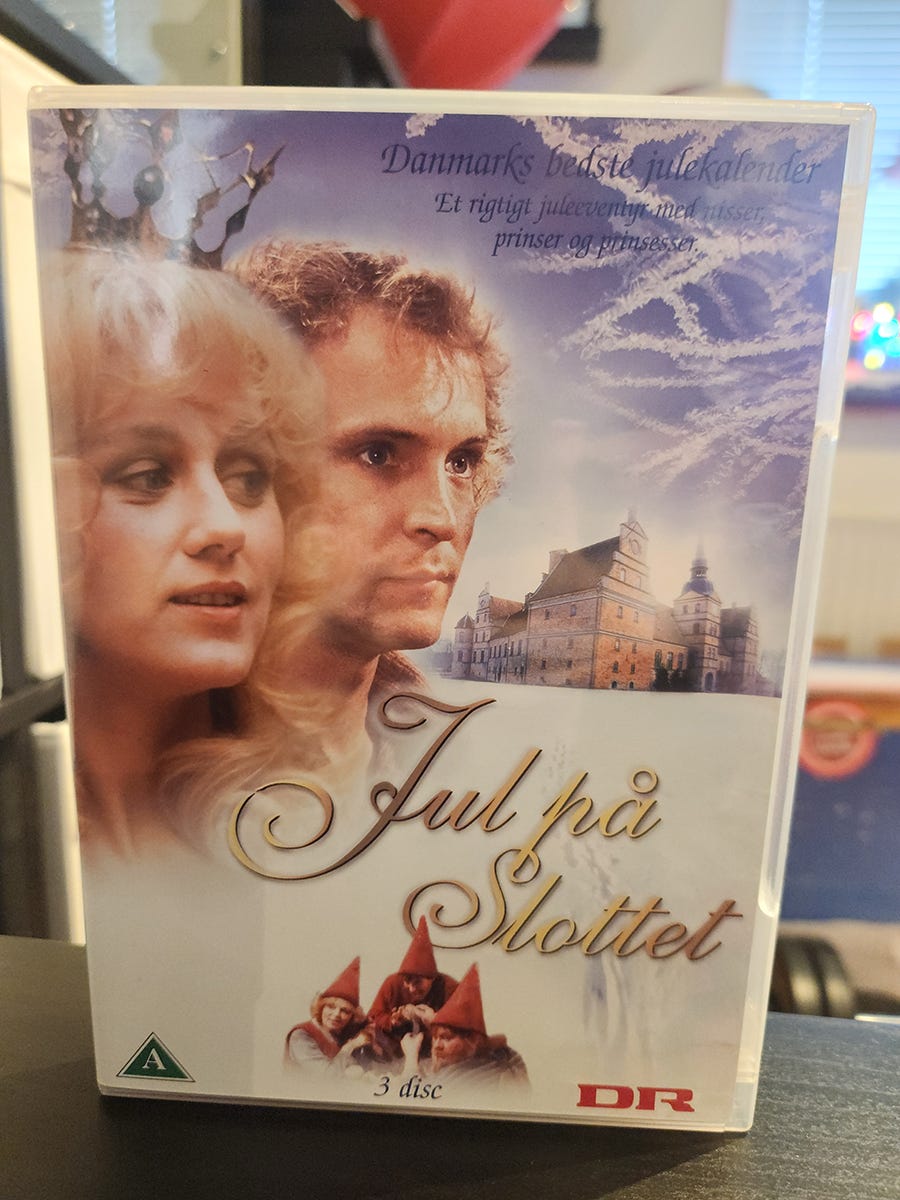 Danmarks bedste julekalender
Et rigtigt juleeventyr med nisser,
prinser og prinsesser.
Jul på
Slottet
A
3 disc
DR